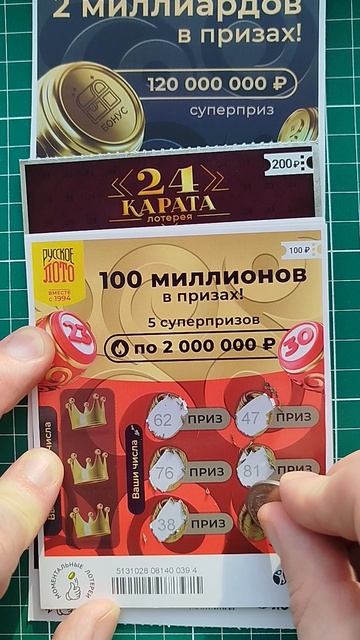 2 миллиардов
в призах!
120 000 000 ₽
суперприз
БОНУС
200 ₽
24
КАРАТА
лотерея
РУССКОЕ
ЛОТО
ВМЕСТЕ
с 1994
100 ₽
100 миллионов
в призах!
5 суперпризов
по 2 000 000 ₽
23
30
62 ПРИЗ
47 ПРИЗ
Ваши числа
76 ПРИЗ
81 ПРИЗ
38 ПРИЗ
числа
МОМЕНТАЛЬНЫЕ ЛОТЕРЕИ
5131028 08140 039 4